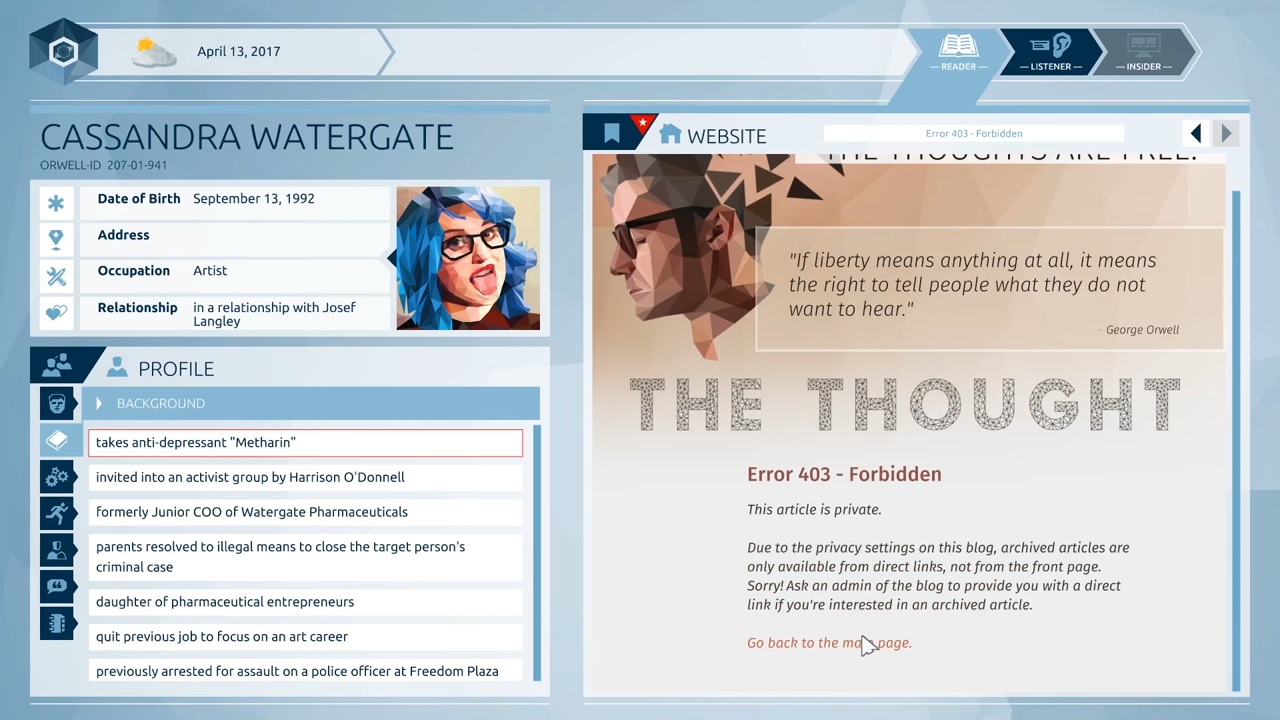 April 13, 2017
— READER —
— LISTENER —
— INSIDER —
CASSANDRA WATERGATE
ORWELL-ID 207-01-941
Date of Birth September 13, 1992
Address
Occupation Artist
Relationship in a relationship with Josef
Langley
PROFILE
BACKGROUND
takes anti-depressant "Metharin"
invited into an activist group by Harrison O'Donnell
formerly Junior COO of Watergate Pharmaceuticals
parents resolved to illegal means to close the target person's
criminal case
daughter of pharmaceutical entrepreneurs
quit previous job to focus on an art career
previously arrested for assault on a police officer at Freedom Plaza
WEBSITE
Error 403 - Forbidden
THE THOUGHTS ARE FREE!
"If liberty means anything at all, it means
the right to tell people what they do not
want to hear."
- George Orwell
THE THOUGHT
Error 403 - Forbidden
This article is private.
Due to the privacy settings on this blog, archived articles are
only available from direct links, not from the front page.
Sorry! Ask an admin of the blog to provide you with a direct
link if you're interested in an archived article.
Go back to the main page.